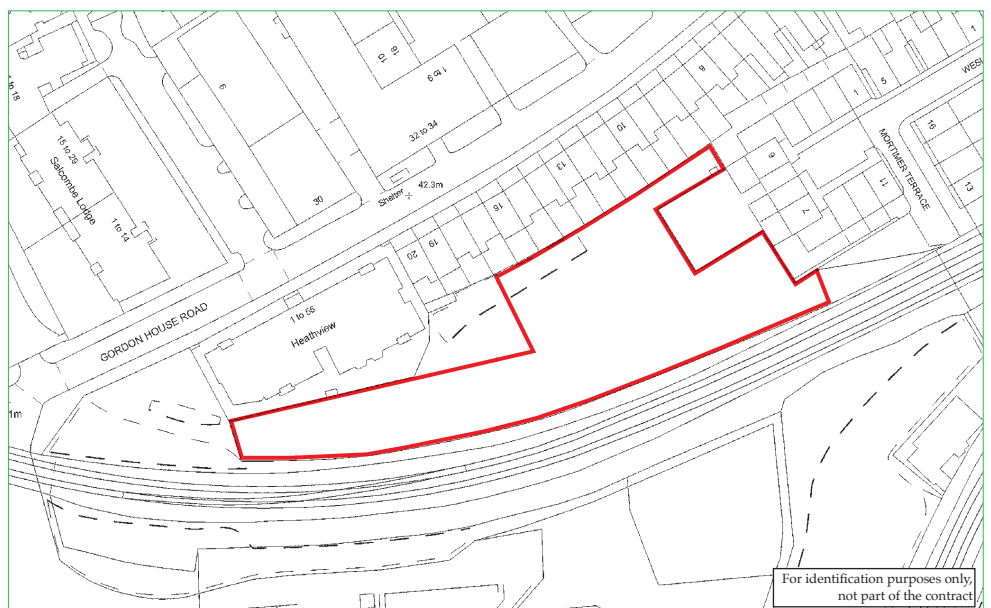 5 to 18
15 to 29
Salcombe Lodge
1 to 14
6
30
10
1 to 9
32 to 34
Shelter
42.3m
8
10
13
16
19
20
1
5
WES
MORTIMER TERRACE
16
13
9
11
7
1
GORDON HOUSE ROAD
1 to 66
Heathview
1m
For identification purposes only,
not part of the contract